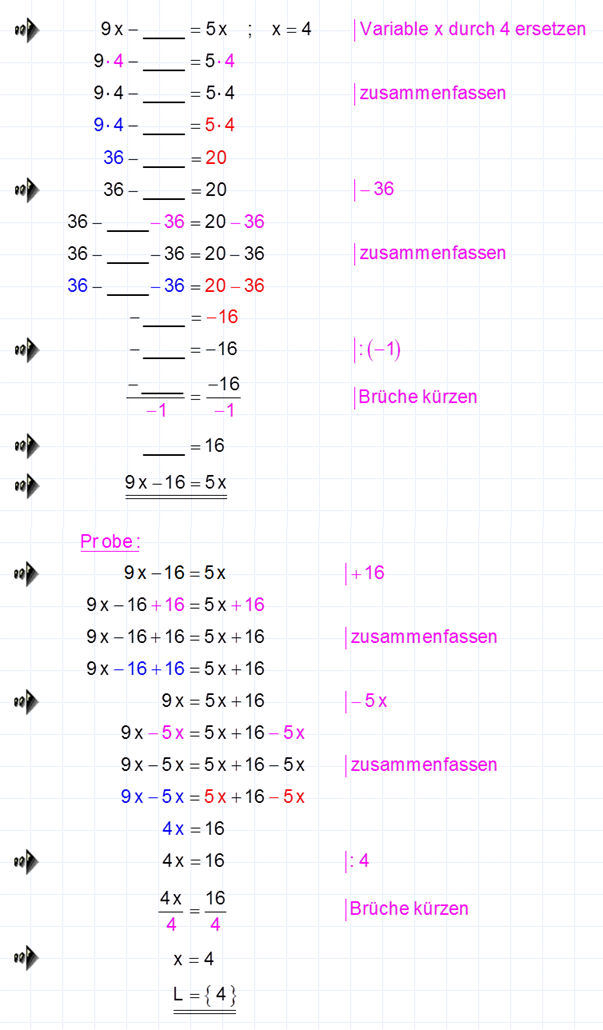 9x − ____ = 5x ; x = 4 | Variable x durch 4 ersetzen
9·4 − ____ = 5·4
9·4 − ____ = 5·4 | zusammenfassen
9·4 − ____ = 5·4
36 − ____ = 20
36 − ____ = 20 | − 36
36 − ____ − 36 = 20 − 36
36 − ____ − 36 = 20 − 36 | zusammenfassen
36 − ____ − 36 = 20 − 36
− ____ = −16
− ____ = −16 | : (−1)
−____/−1 = −16/−1 | Brüche kürzen
____ = 16
9x − 16 = 5x
Probe:
9x − 16 = 5x | + 16
9x − 16 + 16 = 5x + 16
9x − 16 + 16 = 5x + 16 | zusammenfassen
9x − 16 + 16 = 5x + 16
9x = 5x + 16 | − 5x
9x − 5x = 5x + 16 − 5x
9x − 5x = 5x + 16 − 5x | zusammenfassen
9x − 5x = 5x + 16 − 5x
4x = 16
4x = 16 | : 4
4x/4 = 16/4 | Brüche kürzen
x = 4
L = {4}